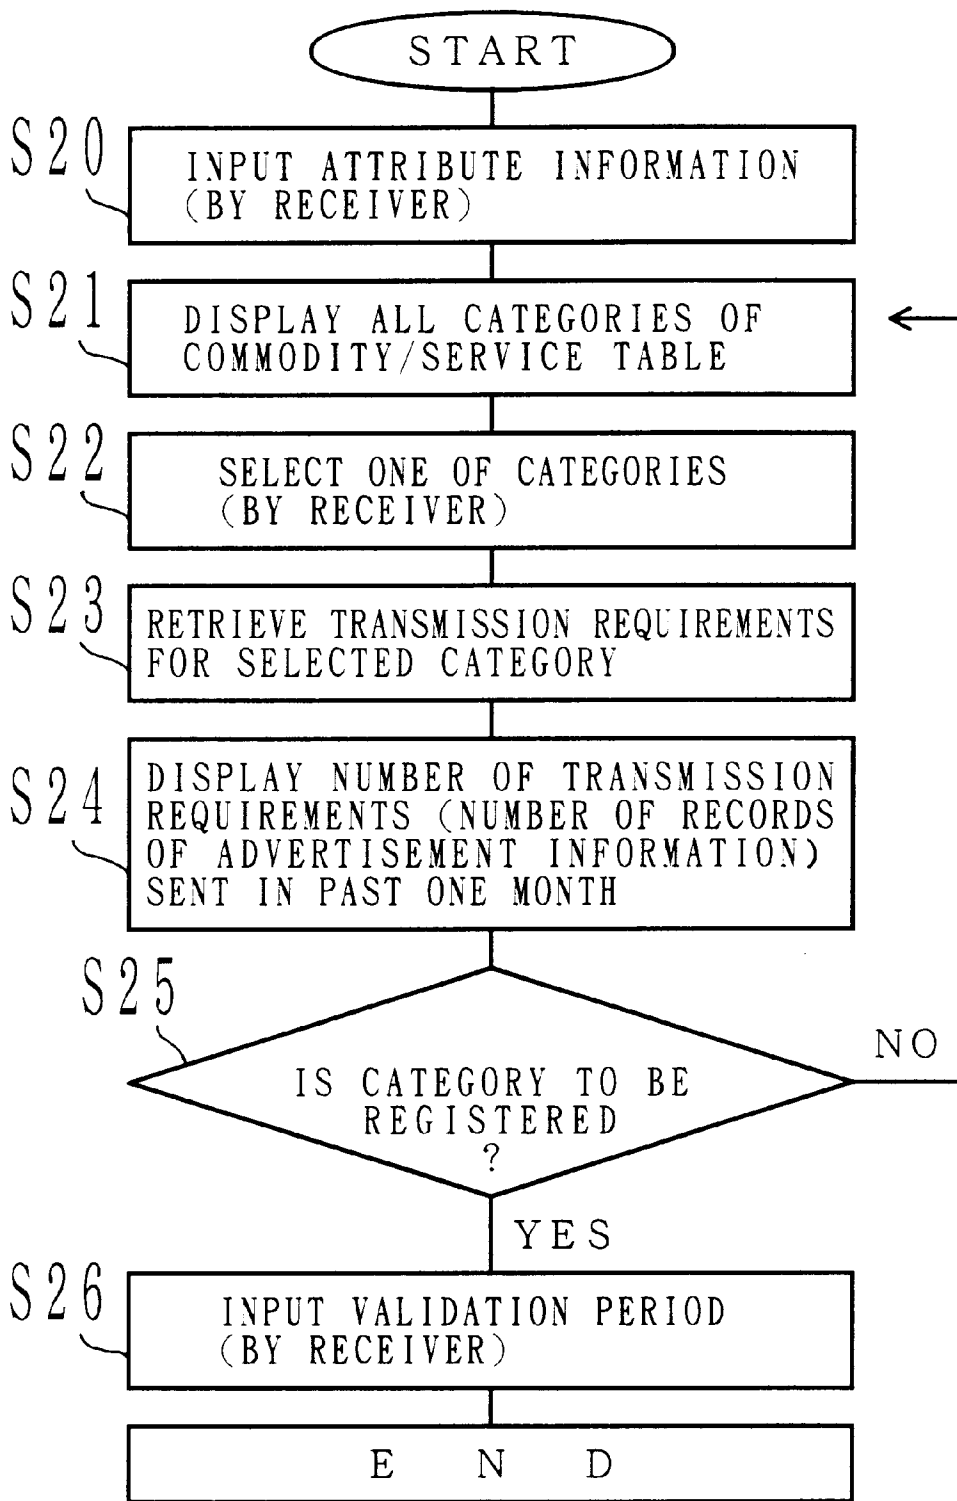 START
S20
INPUT ATTRIBUTE INFORMATION
(BY RECEIVER)
S21
DISPLAY ALL CATEGORIES OF
COMMODITY/SERVICE TABLE
S22
SELECT ONE OF CATEGORIES
(BY RECEIVER)
S23
RETRIEVE TRANSMISSION REQUIREMENTS
FOR SELECTED CATEGORY
S24
DISPLAY NUMBER OF TRANSMISSION
REQUIREMENTS (NUMBER OF RECORDS
OF ADVERTISEMENT INFORMATION)
SENT IN PAST ONE MONTH
S25
IS CATEGORY TO BE
REGISTERED
?
NO
YES
S26
INPUT VALIDATION PERIOD
(BY RECEIVER)
END